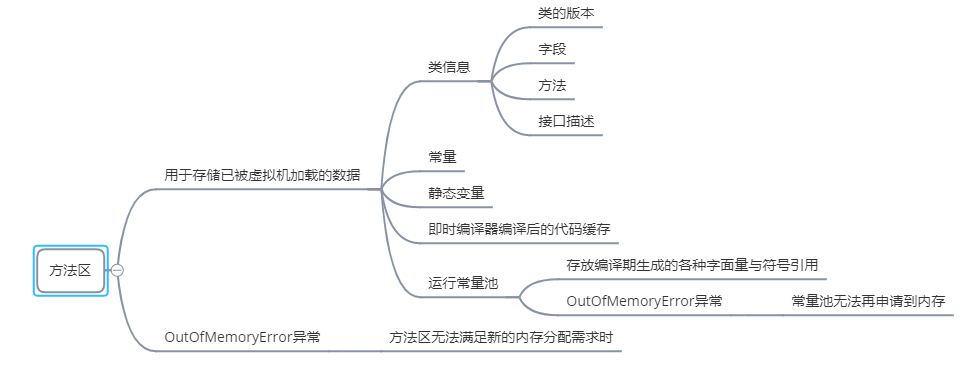 类的版本
字段
类信息
方法
接口描述
常量
用于存储已被虚拟机加载的数据
静态变量
即时编译器编译后的代码缓存
存放编译期生成的各种字面量与符号引用
方法区
运行常量池
OutOfMemoryError异常
常量池无法再申请到内存
OutOfMemoryError异常
方法区无法满足新的内存分配需求时